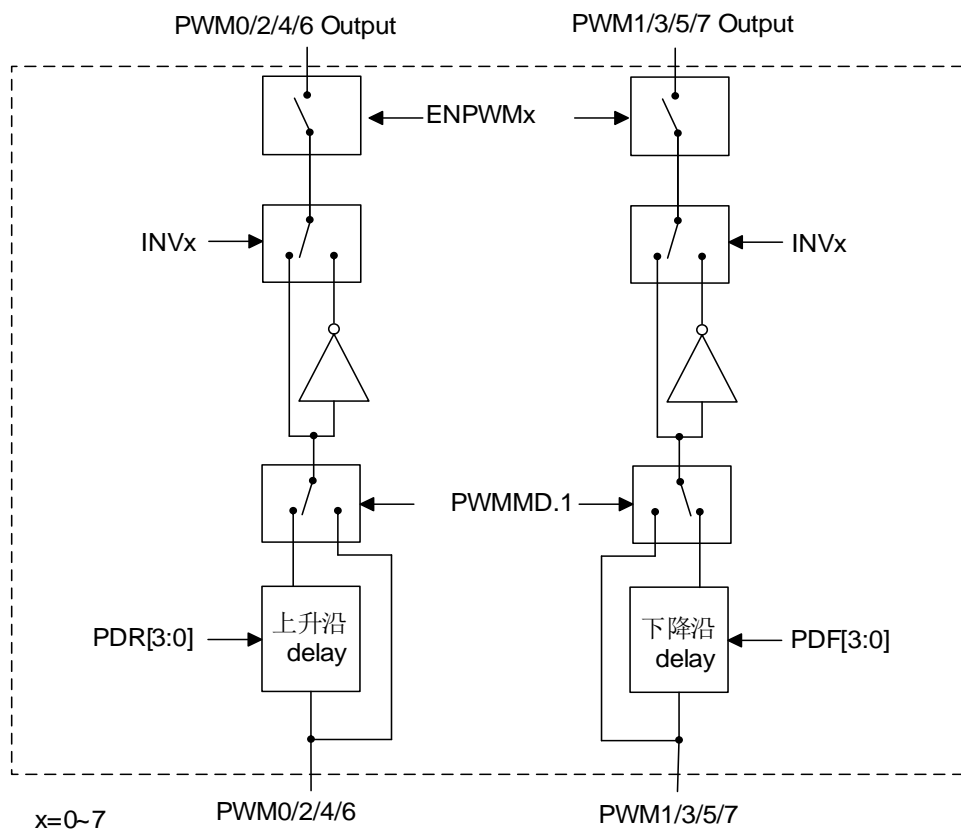 PWM0/2/4/6 Output
PWM1/3/5/7 Output
ENPWMx
INVx
INVx
PWMMD.1
PDR[3:0]
上升沿
delay
下降沿
delay
PDF[3:0]
PWM0/2/4/6
PWM1/3/5/7
x=0~7